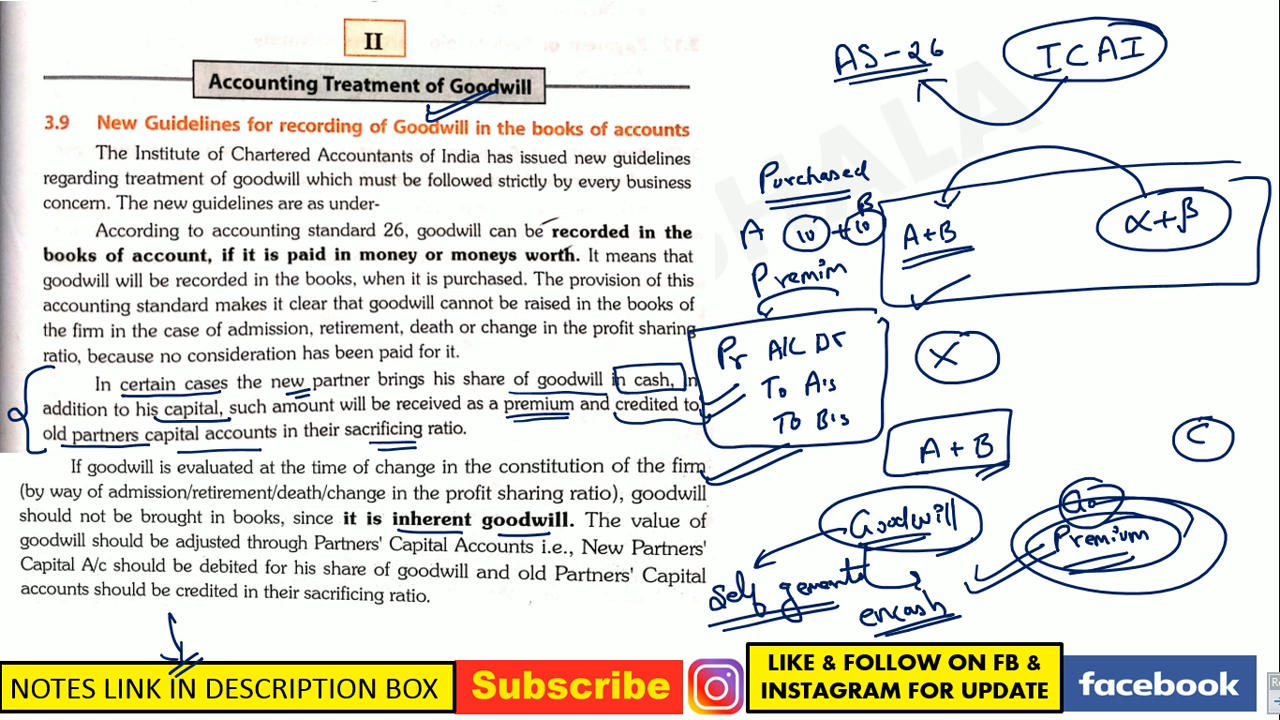 II
Accounting Treatment of Goodwill
3.9 New Guidelines for recording of Goodwill in the books of accounts
The Institute of Chartered Accountants of India has issued new guidelines
regarding treatment of goodwill which must be followed strictly by every business
concern. The new guidelines are as under-
According to accounting standard 26, goodwill can be recorded in the
books of account, if it is paid in money or moneys worth. It means that
goodwill will be recorded in the books, when it is purchased. The provision of this
accounting standard makes it clear that goodwill cannot be raised in the books of
the firm in the case of admission, retirement, death or change in the profit sharing
ratio, because no consideration has been paid for it.
In certain cases the new partner brings his share of goodwill in cash, in
addition to his capital, such amount will be received as a premium and credited to
old partners capital accounts in their sacrificing ratio.
If goodwill is evaluated at the time of change in the constitution of the firm
(by way of admission/retirement/death/change in the profit sharing ratio), goodwill
should not be brought in books, since it is inherent goodwill. The value of
goodwill should be adjusted through Partners' Capital Accounts i.e., New Partners'
Capital A/c should be debited for his share of goodwill and old Partners' Capital
accounts should be credited in their sacrificing ratio.
AS-26 ICAI
Purchased
A 10 + 10 B
A+B α+β
Premim
Pr A/C Dr
To A's
To B's
X
A+B C
Goodwill
Go
Premium
Self
encash
NOTES LINK IN DESCRIPTION BOX
Subscribe
LIKE & FOLLOW ON FB &
INSTAGRAM FOR UPDATE
facebook